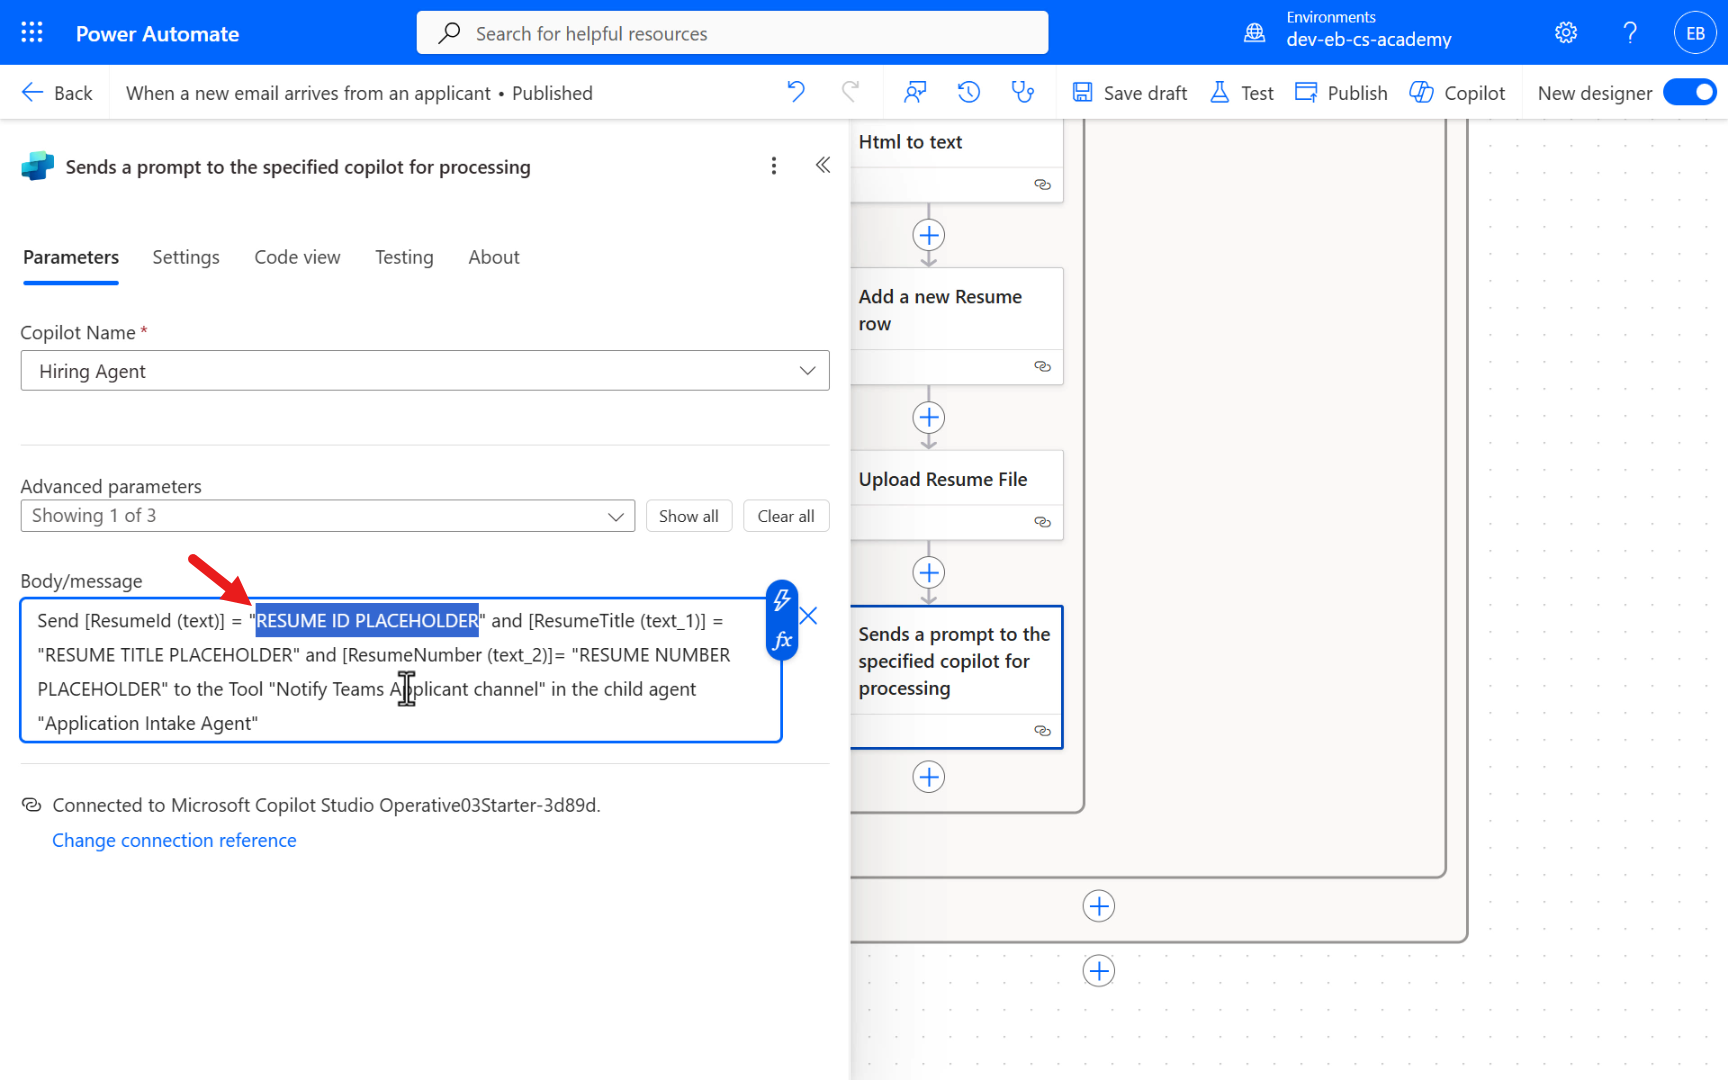 Power Automate
Search for helpful resources
Environments
dev-eb-cs-academy
EB
Back
When a new email arrives from an applicant • Published
Save draft
Test
Publish
Copilot
New designer
Sends a prompt to the specified copilot for processing
Parameters
Settings
Code view
Testing
About
Copilot Name *
Hiring Agent
Advanced parameters
Showing 1 of 3
Show all
Clear all
Body/message
Send [ResumeId (text)] = "RESUME ID PLACEHOLDER" and [ResumeTitle (text_1)] =
"RESUME TITLE PLACEHOLDER" and [ResumeNumber (text_2)]= "RESUME NUMBER
PLACEHOLDER" to the Tool "Notify Teams Applicant channel" in the child agent
"Application Intake Agent"
fx
Connected to Microsoft Copilot Studio Operative03Starter-3d89d.
Change connection reference
Html to text
Add a new Resume
row
Upload Resume File
Sends a prompt to the
specified copilot for
processing